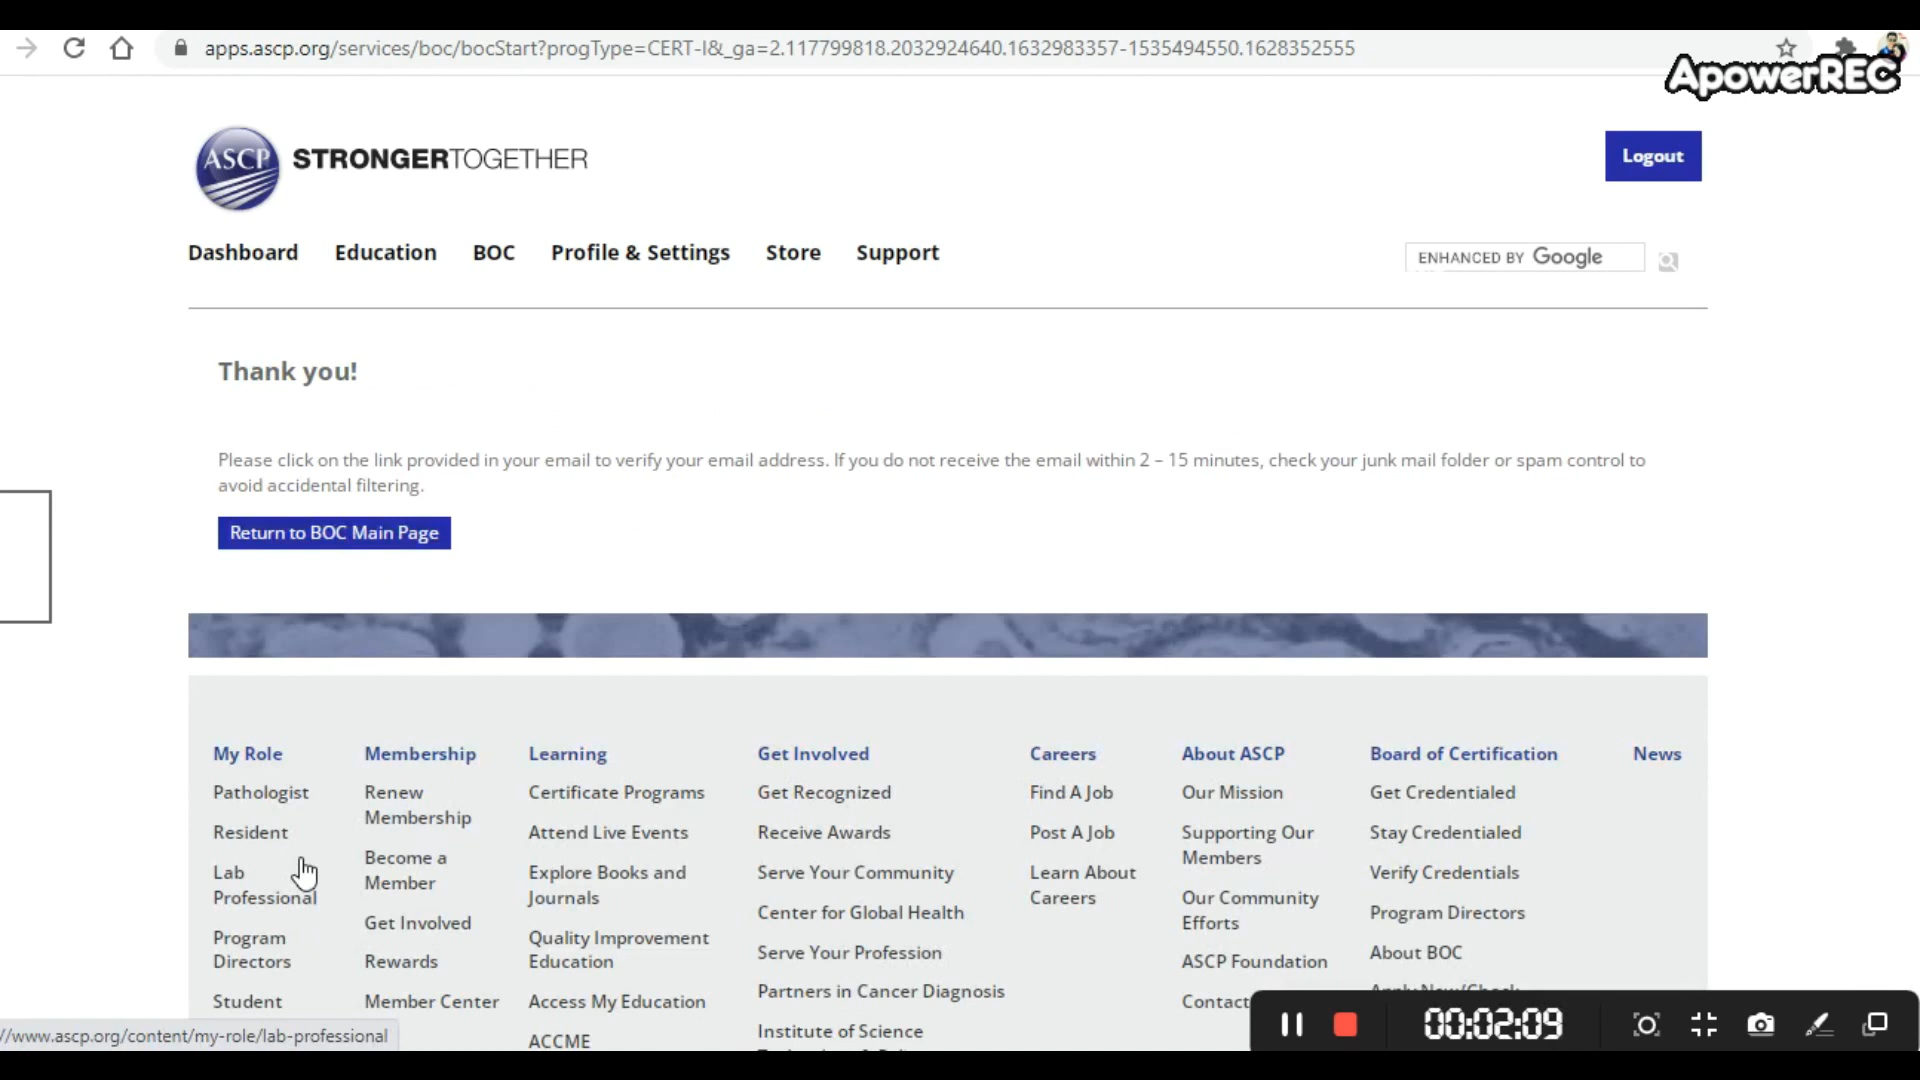 apps.ascp.org/services/boc/bocStart?progType=CERT-I&_ga=2.117799818.2032924640.1632983357-1535494550.1628352555
ApowerREC
ASCP STRONGERTOGETHER
Logout
Dashboard Education BOC Profile & Settings Store Support
ENHANCED BY Google
Thank you!
Please click on the link provided in your email to verify your email address. If you do not receive the email within 2 – 15 minutes, check your junk mail folder or spam control to
avoid accidental filtering.
Return to BOC Main Page
My Role
Pathologist
Resident
Lab
Professional
Program
Directors
Student
Membership
Renew
Membership
Become a
Member
Get Involved
Rewards
Member Center
Learning
Certificate Programs
Attend Live Events
Explore Books and
Journals
Quality Improvement
Education
Access My Education
ACCME
Get Involved
Get Recognized
Receive Awards
Serve Your Community
Center for Global Health
Serve Your Profession
Partners in Cancer Diagnosis
Institute of Science
Careers
Find A Job
Post A Job
Learn About
Careers
About ASCP
Our Mission
Supporting Our
Members
Our Community
Efforts
ASCP Foundation
Contact
Board of Certification
Get Credentialed
Stay Credentialed
Verify Credentials
Program Directors
About BOC
Apply Now/Check
News
//www.ascp.org/content/my-role/lab-professional
00:02:09